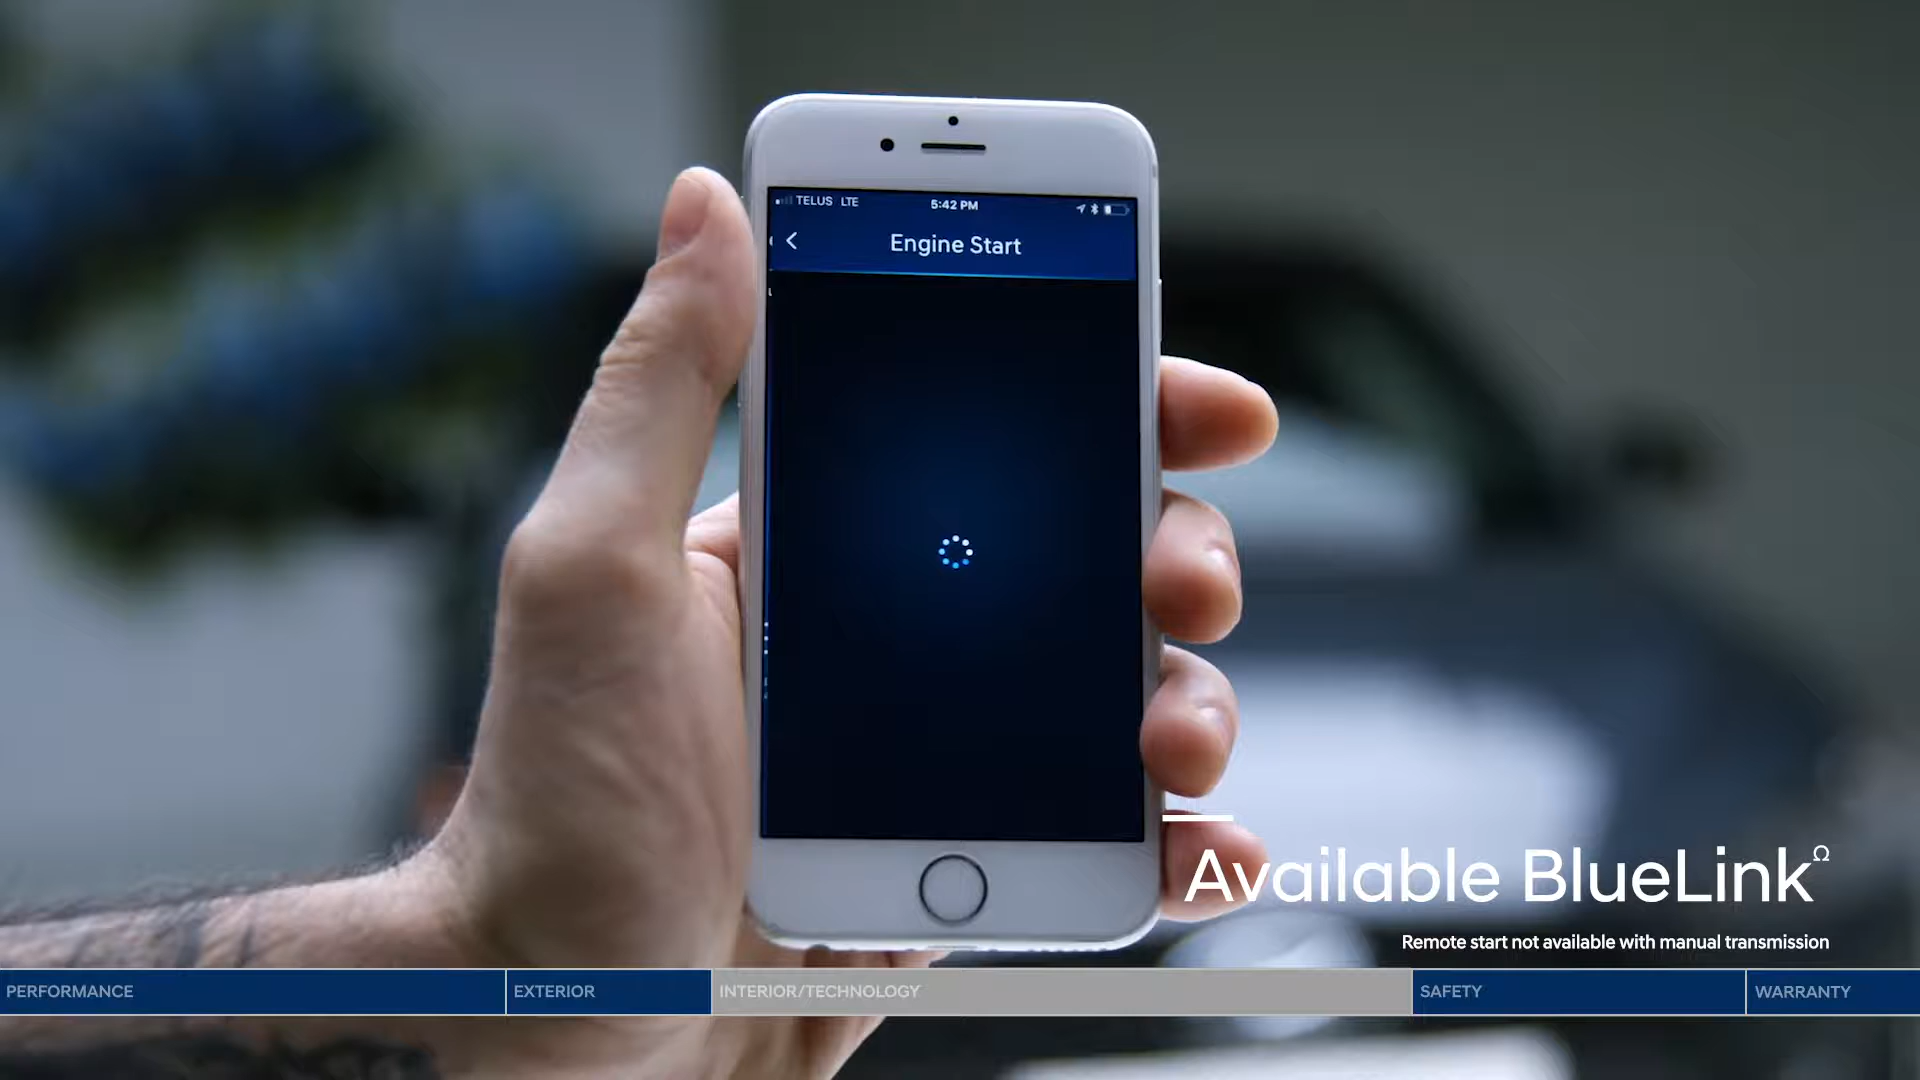 TELUS LTE 5:42 PM
Engine Start
Available BlueLink Ω
Remote start not available with manual transmission
PERFORMANCE EXTERIOR INTERIOR/TECHNOLOGY SAFETY WARRANTY